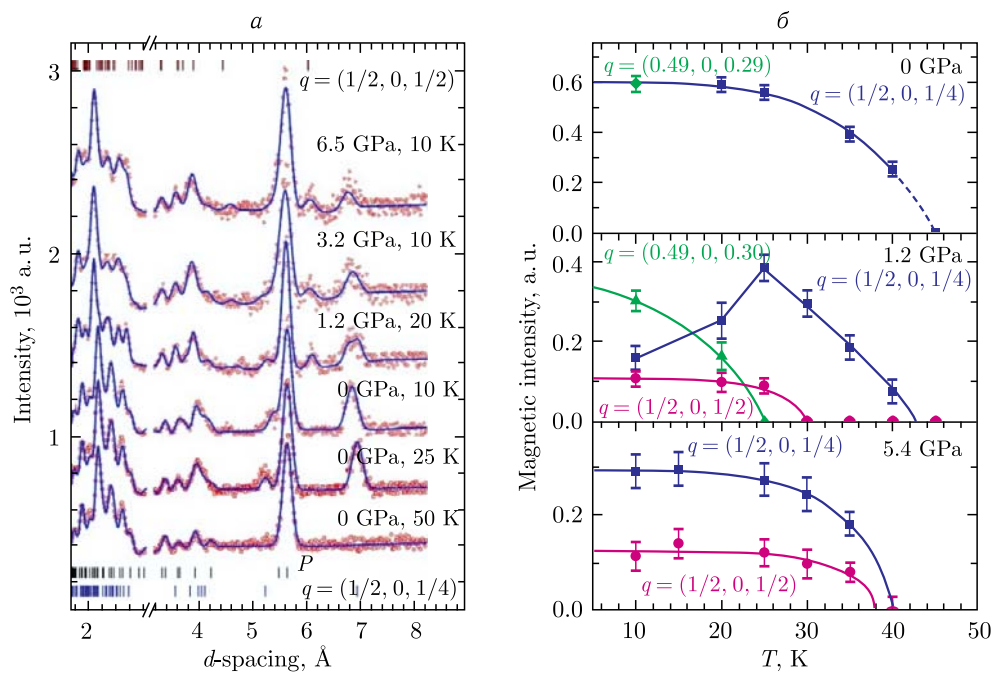 а
3
q = (1/2, 0, 1/2)
6.5 GPa, 10 K
3.2 GPa, 10 K
2
1.2 GPa, 20 K
0 GPa, 10 K
1
0 GPa, 25 K
0 GPa, 50 K
P
q = (1/2, 0, 1/4)
Intensity, 10³ a. u.
2 4 5 6 7 8
d-spacing, Å
б
q = (0.49, 0, 0.29)
0 GPa
q = (1/2, 0, 1/4)
0.6
0.4
0.2
0.0
q = (0.49, 0, 0.30)
1.2 GPa
q = (1/2, 0, 1/4)
0.4
0.2
q = (1/2, 0, 1/2)
0.0
q = (1/2, 0, 1/4)
5.4 GPa
0.2
q = (1/2, 0, 1/2)
0.0
Magnetic intensity, a. u.
10 20 30 40 50
T, K